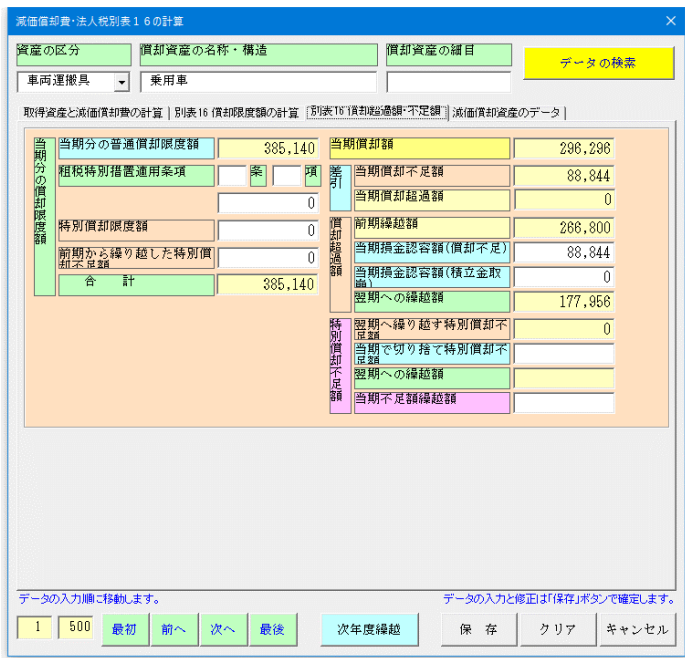 減価償却費・法人税別表１６の計算
資産の区分
償却資産の名称・構造
償却資産の細目
データの検索
車両運搬具
乗用車
取得資産と減価償却費の計算
別表16 償却限度額の計算
別表16 償却超過額・不足額
減価償却資産のデータ
当期分の償却限度額
当期分の普通償却限度額
385,140
租税特別措置適用条項
条
項
0
特別償却限度額
0
前期から繰り越した特別償却不足額
0
合　計
385,140
当期償却額
296,296
差引
当期償却不足額
88,844
当期償却超過額
0
償却超過額
前期繰越額
266,800
当期損金認容額(償却不足)
88,844
当期損金認容額(積立金取崩)
0
翌期への繰越額
177,956
特別償却不足額
翌期へ繰り越す特別償却不足額
0
当期で切り捨て特別償却不足額
翌期への繰越額
当期不足額繰越額
データの入力順に移動します。
データの入力と修正は「保存」ボタンで確定します。
1
500
最初
前へ
次へ
最後
次年度繰越
保　存
クリア
キャンセル